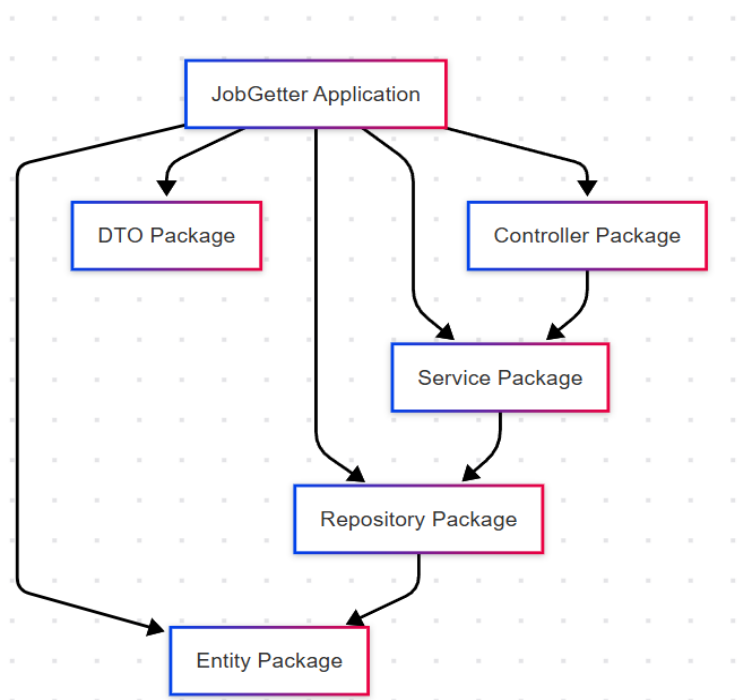 JobGetter Application
DTO Package
Controller Package
Service Package
Repository Package
Entity Package